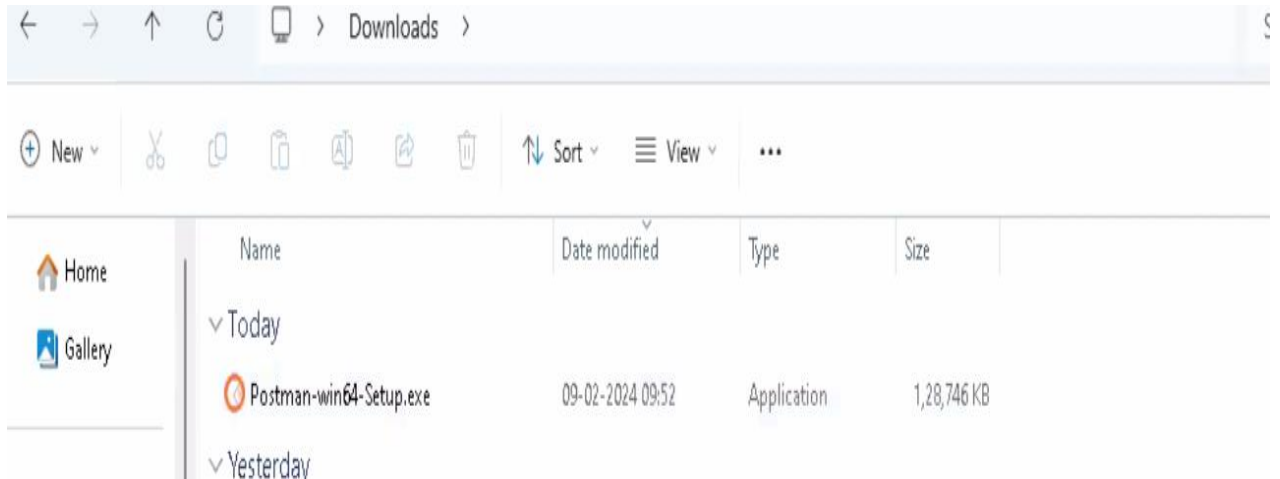 Downloads
S
New
Sort
View
Home
Gallery
Name Date modified Type Size
Today
Postman-win64-Setup.exe 09-02-2024 09:52 Application 1,28,746 KB
Yesterday